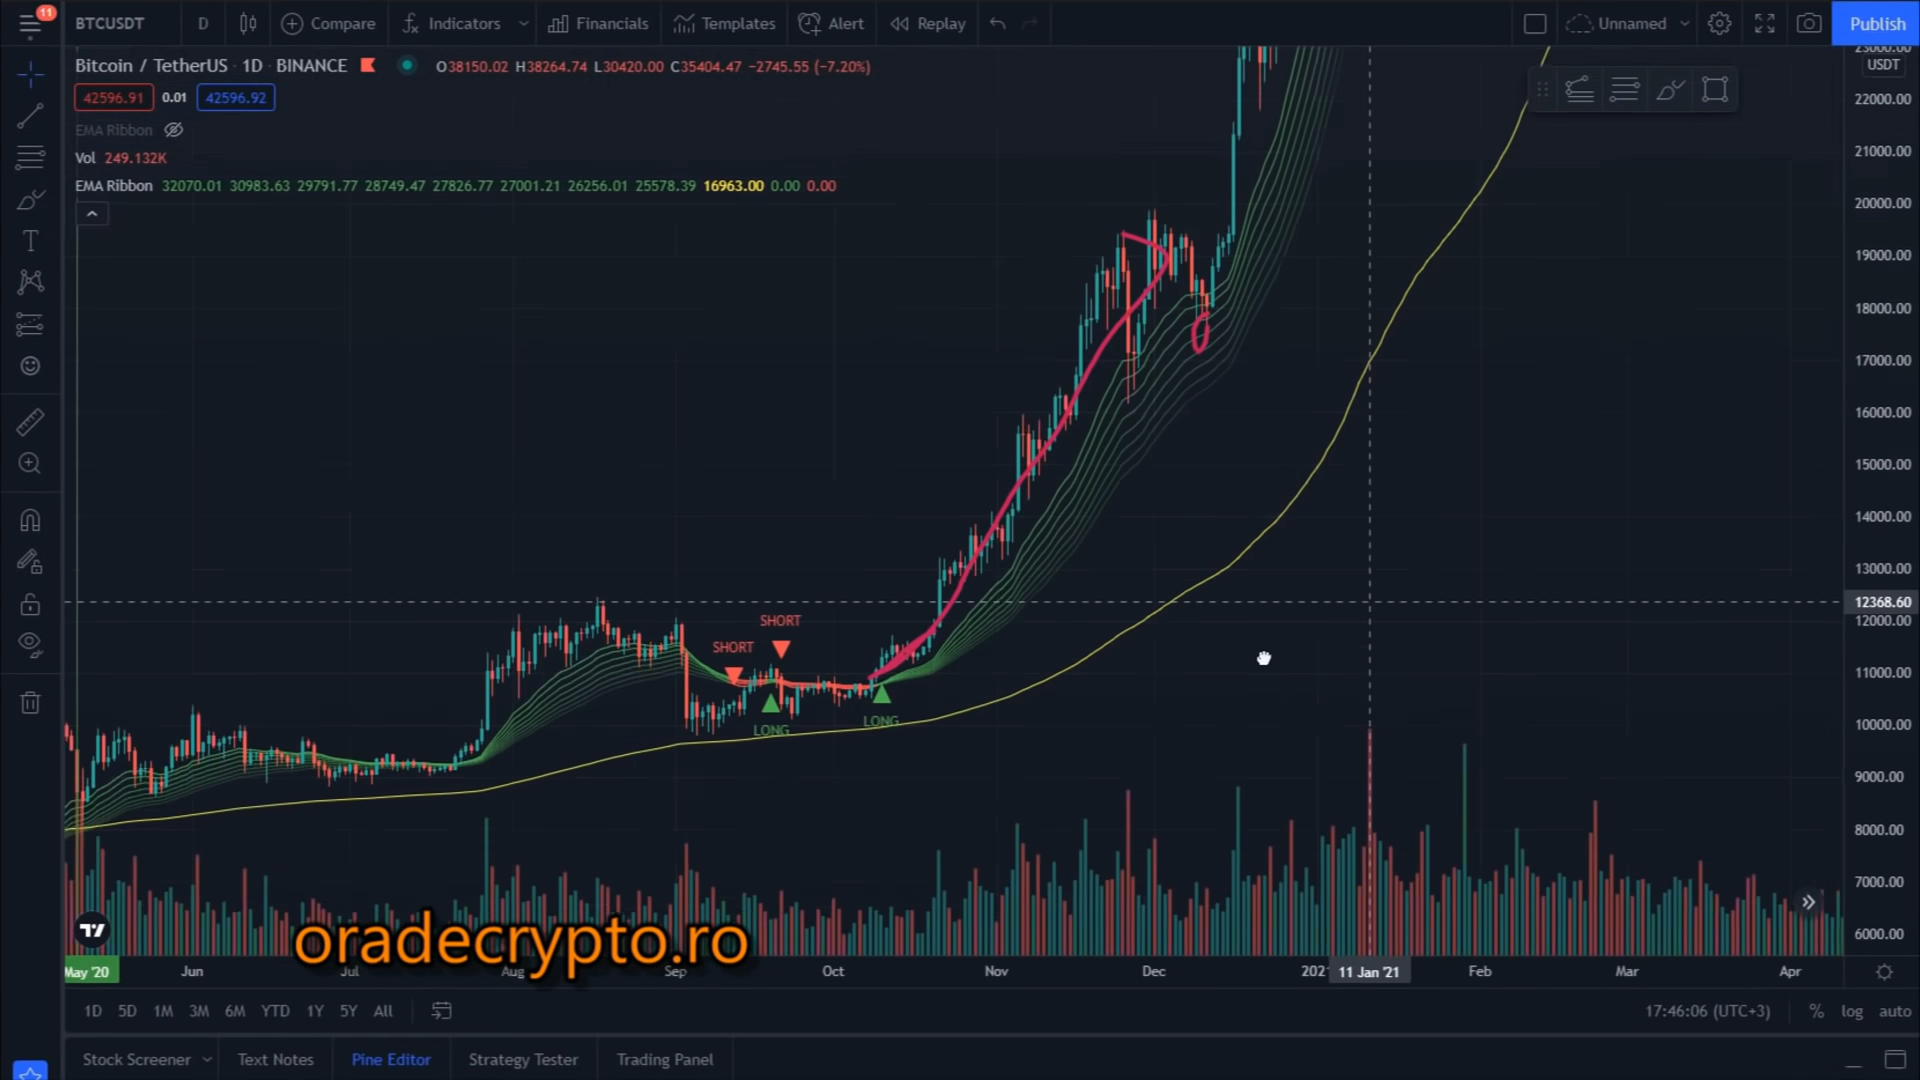 11
BTCUSDT D Compare Indicators Financials Templates Alert Replay Unnamed Publish
Bitcoin / TetherUS · 1D · BINANCE O38150.02 H38264.74 L30420.00 C35404.47 −2745.55 (−7.20%)
42596.91 0.01 42596.92
EMA Ribbon
Vol 249.132K
EMA Ribbon 32070.01 30983.63 29791.77 28749.47 27826.77 27001.21 26256.01 25578.39 16963.00 0.00 0.00
23000.00
USDT
22000.00
21000.00
20000.00
19000.00
18000.00
17000.00
16000.00
15000.00
14000.00
13000.00
12368.60
12000.00
11000.00
10000.00
9000.00
8000.00
7000.00
6000.00
SHORT
SHORT
LONG
LONG
oradecrypto.ro
May '20 Jun Jul Aug Sep Oct Nov Dec 2021 11 Jan '21 Feb Mar Apr
1D 5D 1M 3M 6M YTD 1Y 5Y All 17:46:06 (UTC+3) % log auto
Stock Screener Text Notes Pine Editor Strategy Tester Trading Panel